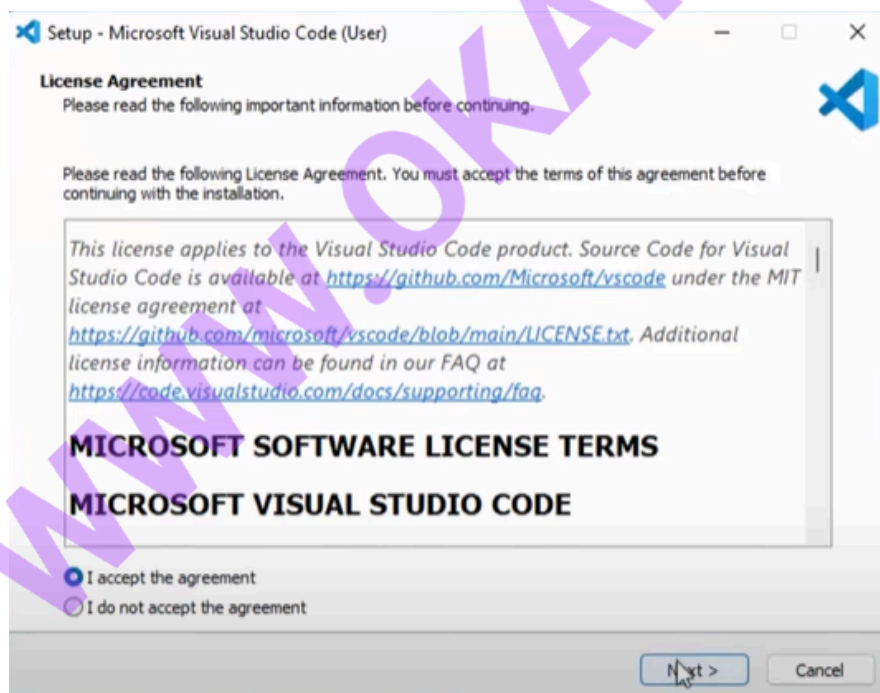 Setup - Microsoft Visual Studio Code (User)
License Agreement
Please read the following important information before continuing.
Please read the following License Agreement. You must accept the terms of this agreement before
continuing with the installation.
This license applies to the Visual Studio Code product. Source Code for Visual
Studio Code is available at https://github.com/Microsoft/vscode under the MIT
license agreement at
https://github.com/microsoft/vscode/blob/main/LICENSE.txt. Additional
license information can be found in our FAQ at
https://code.visualstudio.com/docs/supporting/faq.
MICROSOFT SOFTWARE LICENSE TERMS
MICROSOFT VISUAL STUDIO CODE
I accept the agreement
I do not accept the agreement
Next >
Cancel